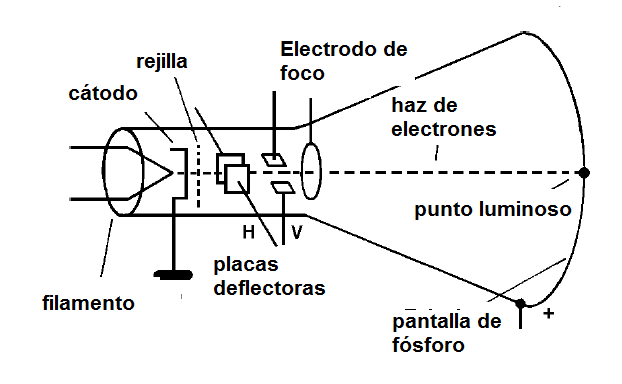 Electrodo de
foco
rejilla
cátodo
haz de
electrones
punto luminoso
H
V
placas
deflectoras
filamento
pantalla de
fósforo
+